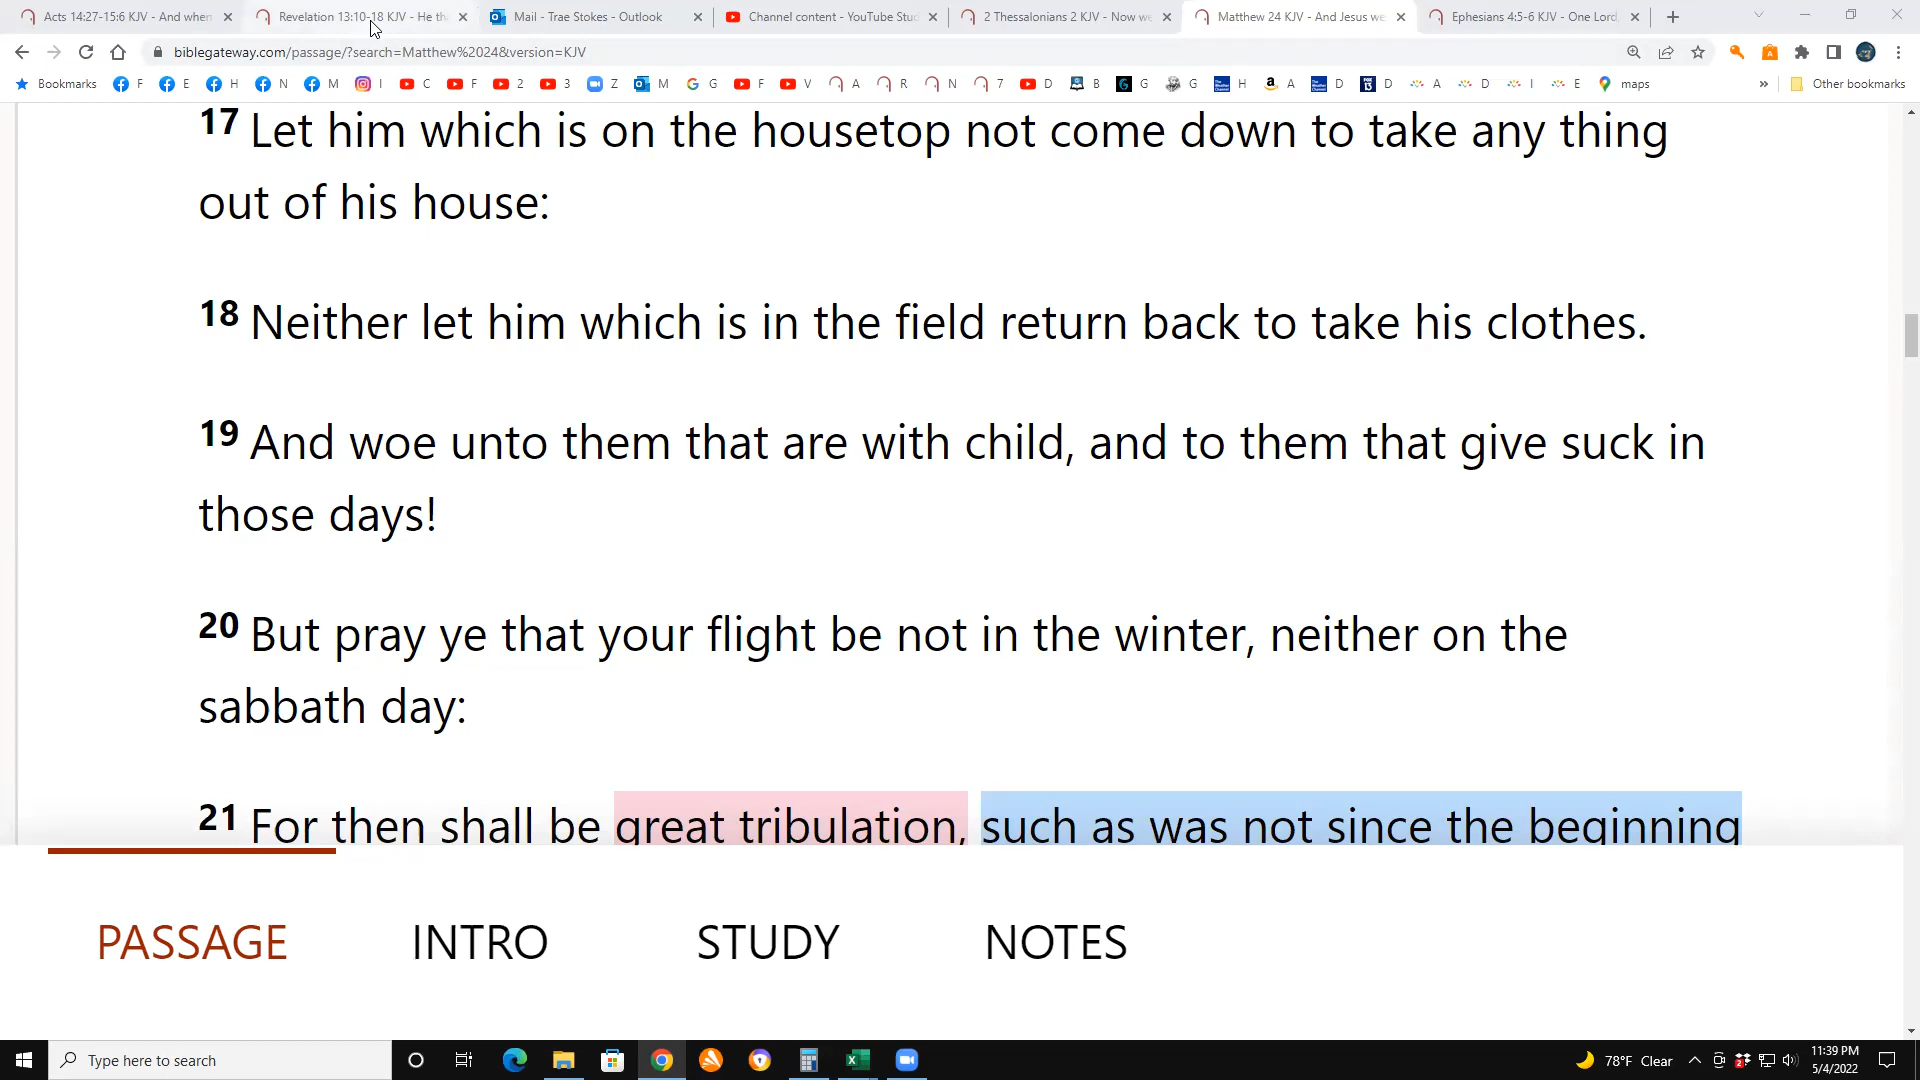 Acts 14:27-15:6 KJV - And when
Revelation 13:10-18 KJV - He th
Mail - Trae Stokes - Outlook
Channel content - YouTube Stu
2 Thessalonians 2 KJV - Now we
Matthew 24 KJV - And Jesus we
Ephesians 4:5-6 KJV - One Lord,
biblegateway.com/passage/?search=Matthew%2024&version=KJV
Bookmarks F E H N M I C F 2 3 Z M G F V A R N 7 D B G G H A D D A D I E maps » Other bookmarks
17 Let him which is on the housetop not come down to take any thing
out of his house:
18 Neither let him which is in the field return back to take his clothes.
19 And woe unto them that are with child, and to them that give suck in
those days!
20 But pray ye that your flight be not in the winter, neither on the
sabbath day:
21 For then shall be great tribulation, such as was not since the beginning
PASSAGE INTRO STUDY NOTES
Type here to search
78°F Clear
11:39 PM
5/4/2022